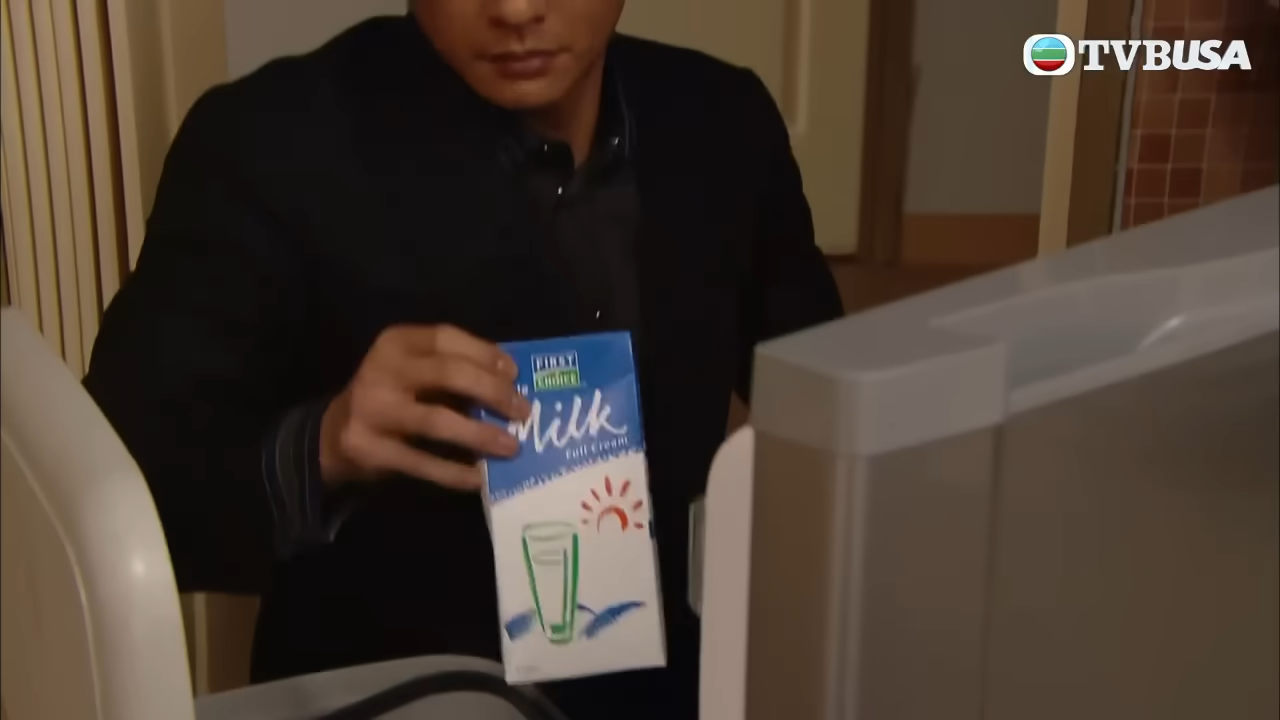 TVBUSA
FIRST
CHOICE
Milk
Full Cream